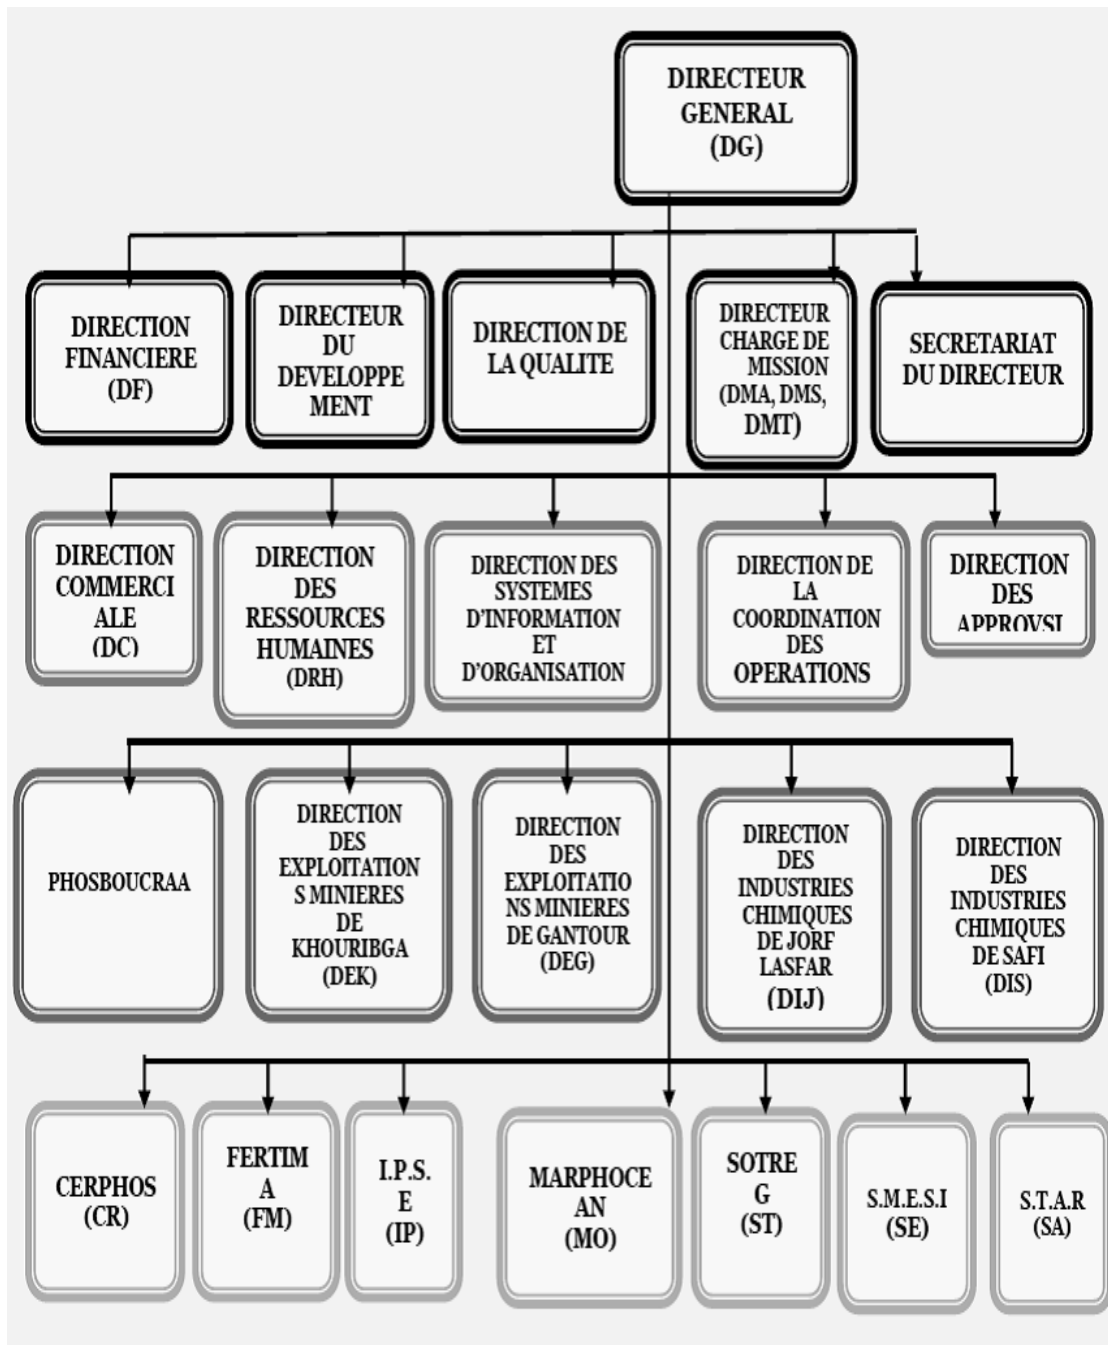 DIRECTEUR
GENERAL
(DG)
DIRECTION
FINANCIERE
(DF)
DIRECTEUR
DU
DEVELOPPE
MENT
DIRECTION DE
LA QUALITE
DIRECTEUR
CHARGE DE
MISSION
(DMA, DMS,
DMT)
SECRETARIAT
DU DIRECTEUR
DIRECTION
COMMERCI
ALE
(DC)
DIRECTION
DES
RESSOURCES
HUMAINES
(DRH)
DIRECTION DES
SYSTEMES
D'INFORMATION
ET
D'ORGANISATION
DIRECTION DE
LA
COORDINATION
DES
OPERATIONS
DIRECTION
DES
APPROVSI
PHOSBOUCRAA
DIRECTION
DES
EXPLOITATION
S MINIERES
DE
KHOURIBGA
(DEK)
DIRECTION
DES
EXPLOITATIO
NS MINIERES
DE GANTOUR
(DEG)
DIRECTION
DES
INDUSTRIES
CHIMIQUES
DE JORF
LASFAR
(DIJ)
DIRECTION
DES
INDUSTRIES
CHIMIQUES
DE SAFI
(DIS)
CERPHOS
(CR)
FERTIM
A
(FM)
I.P.S.
E
(IP)
MARPHOCE
AN
(MO)
SOTRE
G
(ST)
S.M.E.S.I
(SE)
S.T.A.R
(SA)